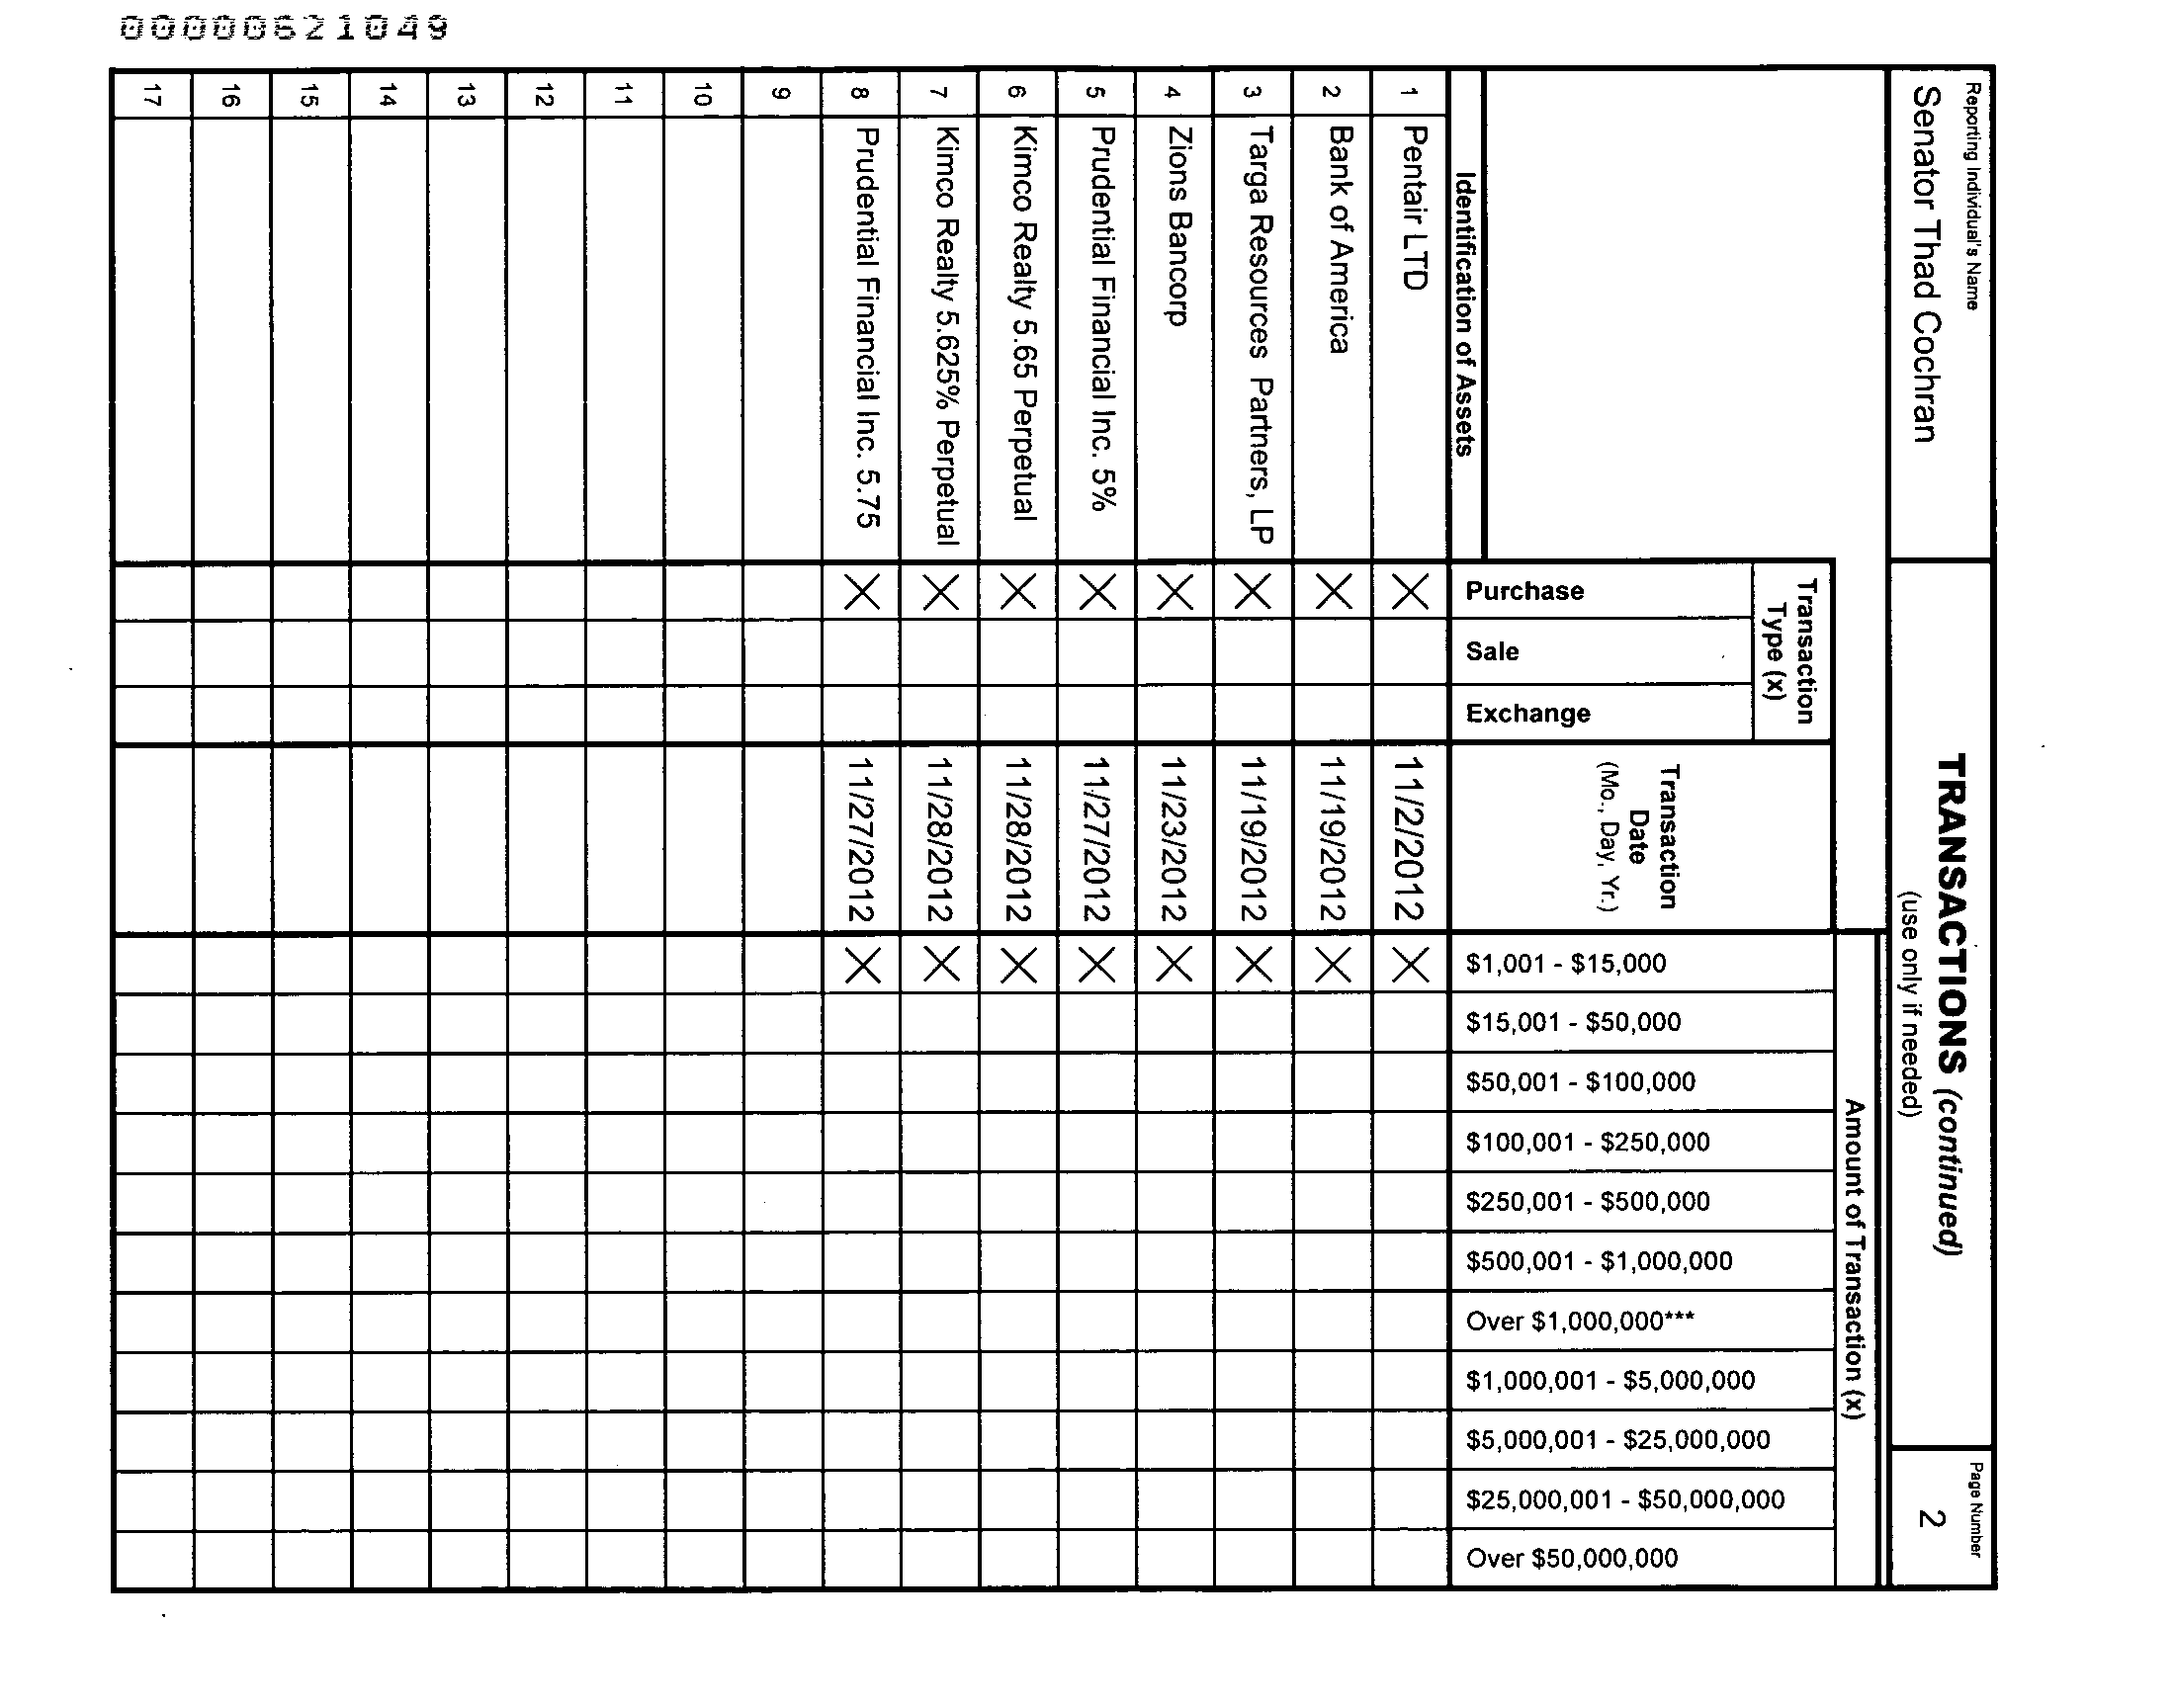 00000621049
Reporting Individual's Name
Senator Thad Cochran
TRANSACTIONS (continued)
(use only if needed)
Page Number
2
Identification of Assets
Transaction
Type (x)
Purchase
Sale
Exchange
Transaction
Date
(Mo., Day, Yr.)
Amount of Transaction (x)
$1,001 - $15,000
$15,001 - $50,000
$50,001 - $100,000
$100,001 - $250,000
$250,001 - $500,000
$500,001 - $1,000,000
Over $1,000,000***
$1,000,001 - $5,000,000
$5,000,001 - $25,000,000
$25,000,001 - $50,000,000
Over $50,000,000
1 Pentair LTD X 11/2/2012 X
2 Bank of America X 11/19/2012 X
3 Targa Resources Partners, LP X 11/19/2012 X
4 Zions Bancorp X 11/23/2012 X
5 Prudential Financial Inc. 5% X 11/27/2012 X
6 Kimco Realty 5.65 Perpetual X 11/28/2012 X
7 Kimco Realty 5.625% Perpetual X 11/28/2012 X
8 Prudential Financial Inc. 5.75 X 11/27/2012 X
9
10
11
12
13
14
15
16
17